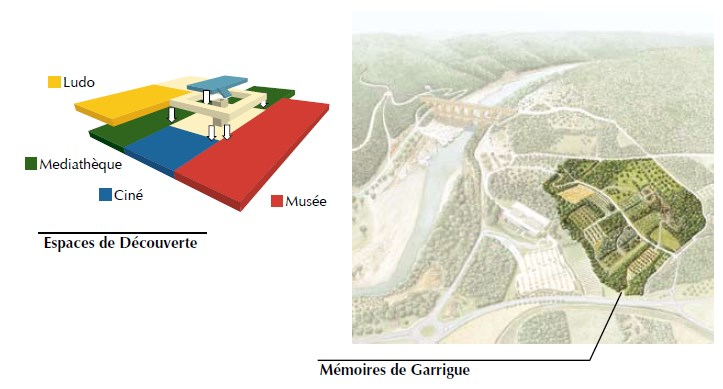 Ludo
Mediathèque
Ciné
Musée
Espaces de Découverte
Mémoires de Garrigue